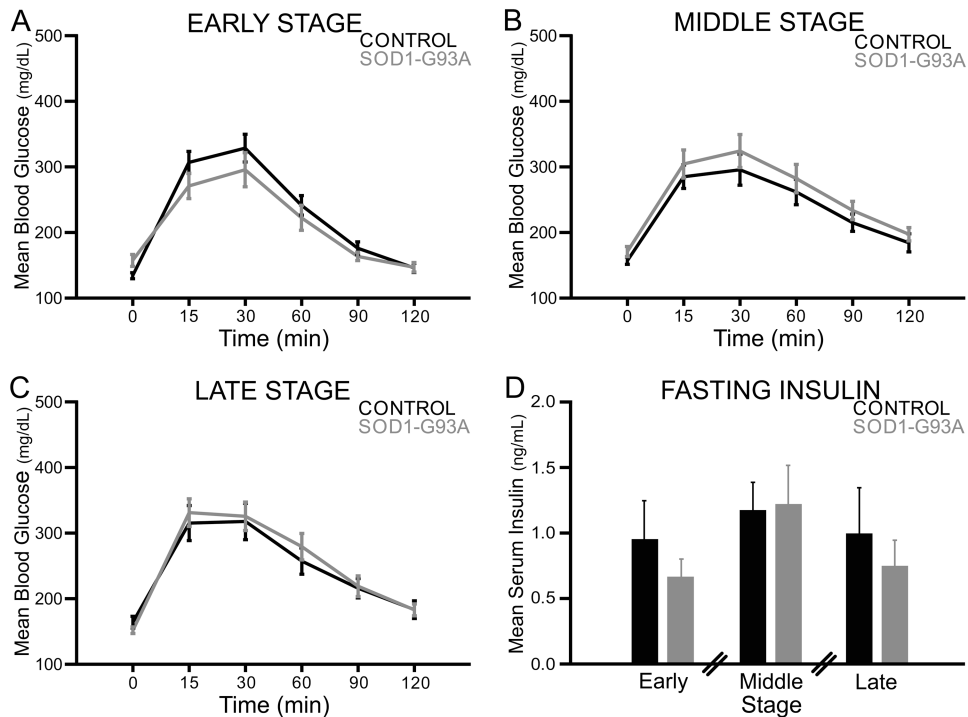 A
EARLY STAGE
CONTROL
SOD1-G93A
Mean Blood Glucose (mg/dL)
500
400
300
200
100
0 15 30 60 90 120
Time (min)
B
MIDDLE STAGE
CONTROL
SOD1-G93A
Mean Blood Glucose (mg/dL)
500
400
300
200
100
0 15 30 60 90 120
Time (min)
C
LATE STAGE
CONTROL
SOD1-G93A
Mean Blood Glucose (mg/dL)
500
400
300
200
100
0 15 30 60 90 120
Time (min)
D
FASTING INSULIN
CONTROL
SOD1-G93A
Mean Serum Insulin (ng/mL)
2.0
1.5
1.0
0.5
0.0
Early Middle Late
Stage